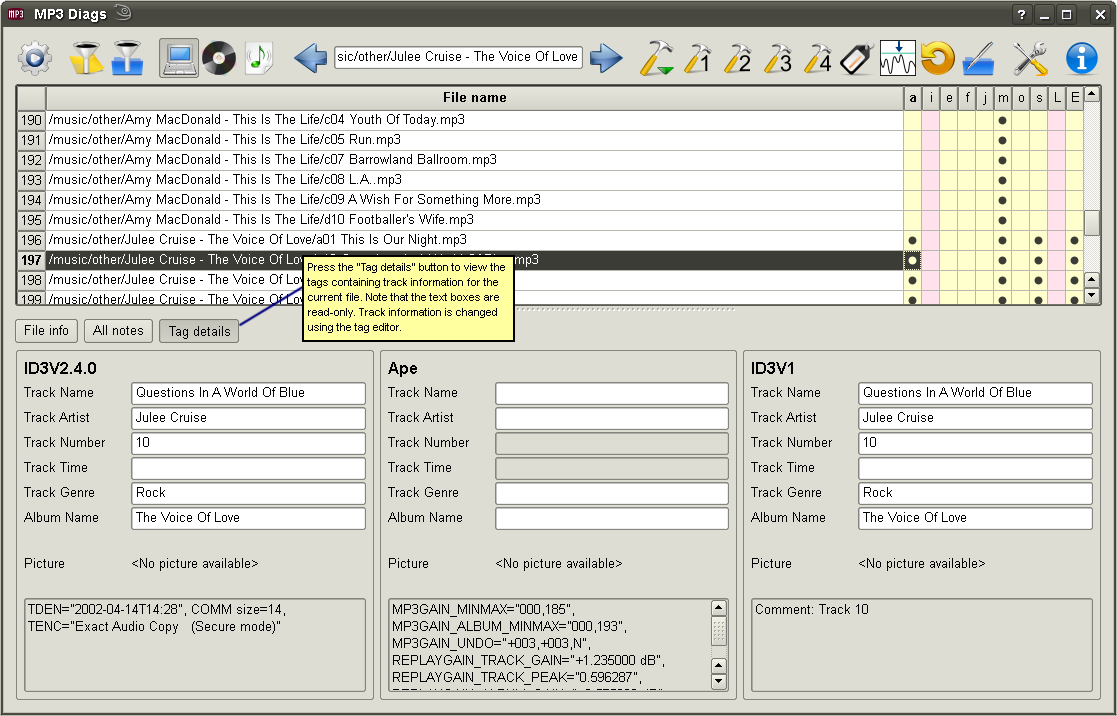 MP3 MP3 Diags ?
1 2 3 4
sic/other/Julee Cruise - The Voice Of Love
File name a i e f j m o s L E
190 /music/other/Amy MacDonald - This Is The Life/c04 Youth Of Today.mp3
191 /music/other/Amy MacDonald - This Is The Life/c05 Run.mp3
192 /music/other/Amy MacDonald - This Is The Life/c07 Barrowland Ballroom.mp3
193 /music/other/Amy MacDonald - This Is The Life/c08 L.A..mp3
194 /music/other/Amy MacDonald - This Is The Life/c09 A Wish For Something More.mp3
195 /music/other/Amy MacDonald - This Is The Life/d10 Footballer's Wife.mp3
196 /music/other/Julee Cruise - The Voice Of Love/a01 This Is Our Night.mp3
197 /music/other/Julee Cruise - The Voice Of mp3
198 /music/other/Julee Cruise - The Voice Of
199 /music/other/Julee Cruise - The Voice Of
Press the "Tag details" button to view the
tags containing track information for the
current file. Note that the text boxes are
read-only. Track information is changed
using the tag editor.
File info All notes Tag details
ID3V2.4.0
Track Name Questions In A World Of Blue
Track Artist Julee Cruise
Track Number 10
Track Time
Track Genre Rock
Album Name The Voice Of Love
Picture <No picture available>
TDEN="2002-04-14T14:28", COMM size=14,
TENC="Exact Audio Copy (Secure mode)"
Ape
Track Name
Track Artist
Track Number
Track Time
Track Genre
Album Name
Picture <No picture available>
MP3GAIN_MINMAX="000,185",
MP3GAIN_ALBUM_MINMAX="000,193",
MP3GAIN_UNDO="+003,+003,N",
REPLAYGAIN_TRACK_GAIN="+1.235000 dB",
REPLAYGAIN_TRACK_PEAK="0.596287",
ID3V1
Track Name Questions In A World Of Blue
Track Artist Julee Cruise
Track Number 10
Track Time
Track Genre Rock
Album Name The Voice Of Love
Picture <No picture available>
Comment: Track 10